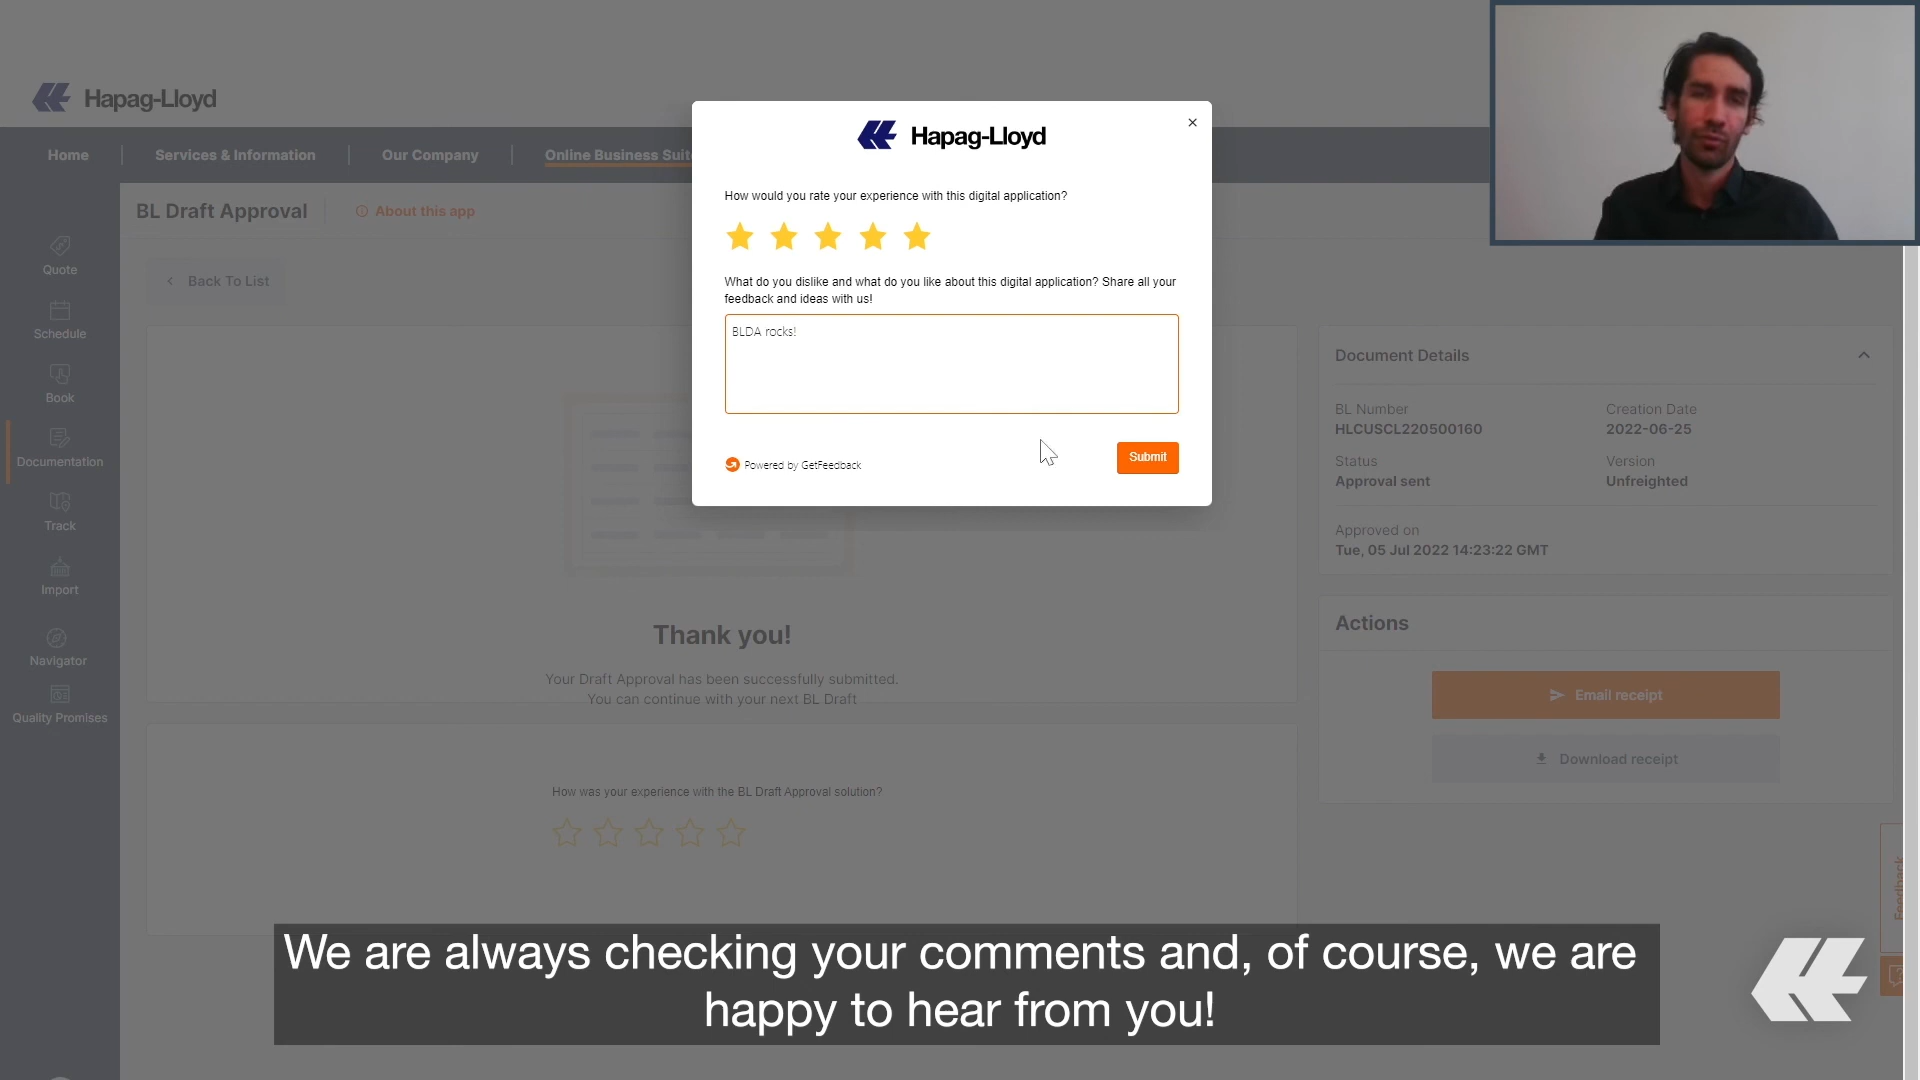 Hapag-Lloyd
Home
Services & Information
Our Company
Online Business Suite
BL Draft Approval
About this app
Quote
Schedule
Book
Documentation
Track
Import
Navigator
Quality Promises
Back To List
Hapag-Lloyd
How would you rate your experience with this digital application?
What do you dislike and what do you like about this digital application? Share all your
feedback and ideas with us!
BLDA rocks!
Powered by GetFeedback
Submit
Thank you!
Your Draft Approval has been successfully submitted.
You can continue with your next BL Draft
How was your experience with the BL Draft Approval solution?
Document Details
BL Number
HLCUSCL220500160
Creation Date
2022-06-25
Status
Approval sent
Version
Unfreighted
Approved on
Tue, 05 Jul 2022 14:23:22 GMT
Actions
Email receipt
Download receipt
Feedback
We are always checking your comments and, of course, we are
happy to hear from you!